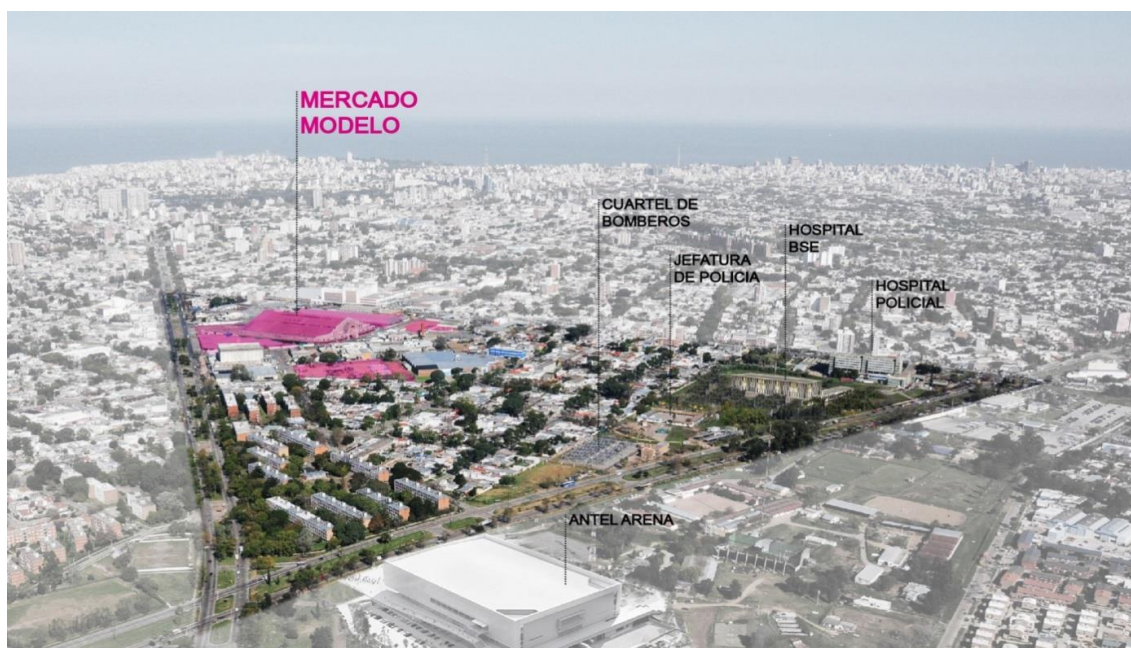 MERCADO
MODELO
CUARTEL DE
BOMBEROS
JEFATURA
DE POLICIA
HOSPITAL
BSE
HOSPITAL
POLICIAL
ANTEL ARENA